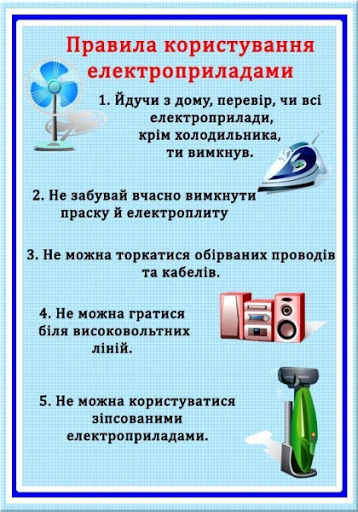 Правила користування
електроприладами
1. Йдучи з дому, перевір, чи всі
електроприлади,
крім холодильника,
ти вимкнув.
2. Не забувай вчасно вимкнути
праску й електроплиту
3. Не можна торкатися обірваних проводів
та кабелів.
4. Не можна гратися
біля високовольтних
ліній.
5. Не можна користуватися
зіпсованими
електроприладами.